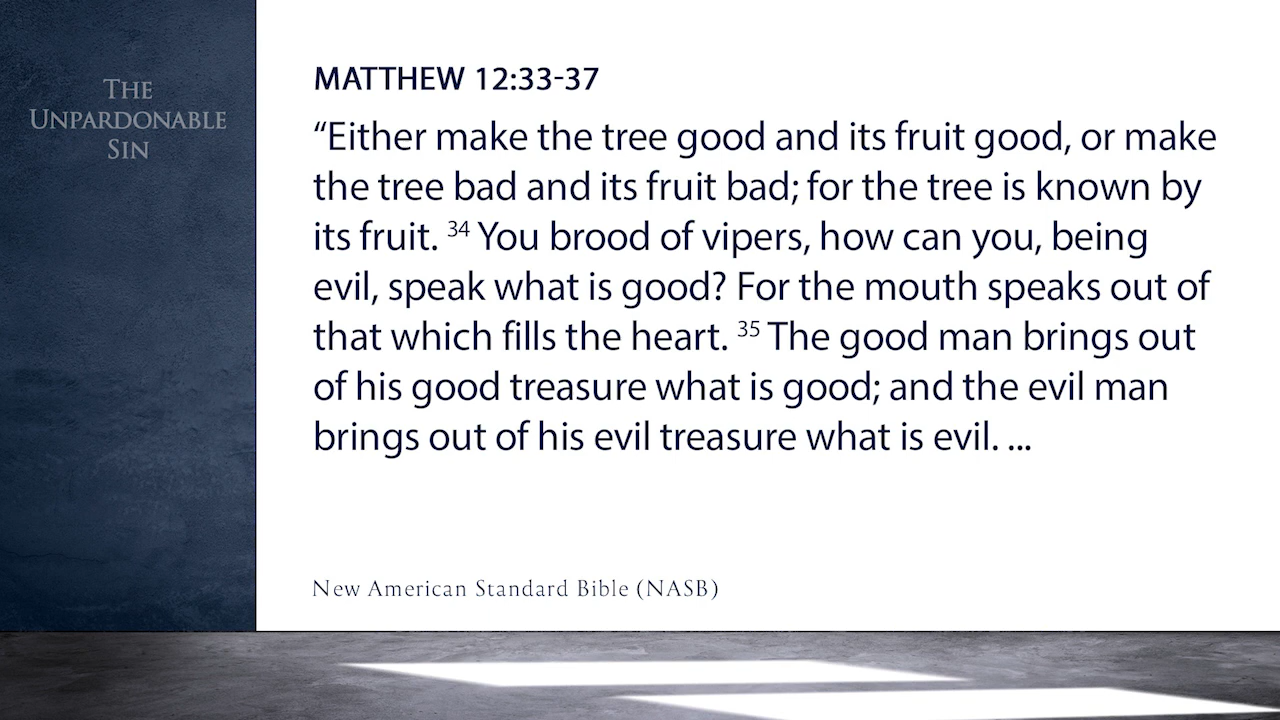 The
Unpardonable
Sin
MATTHEW 12:33-37
“Either make the tree good and its fruit good, or make
the tree bad and its fruit bad; for the tree is known by
its fruit. 34 You brood of vipers, how can you, being
evil, speak what is good? For the mouth speaks out of
that which fills the heart. 35 The good man brings out
of his good treasure what is good; and the evil man
brings out of his evil treasure what is evil. ...
New American Standard Bible (NASB)